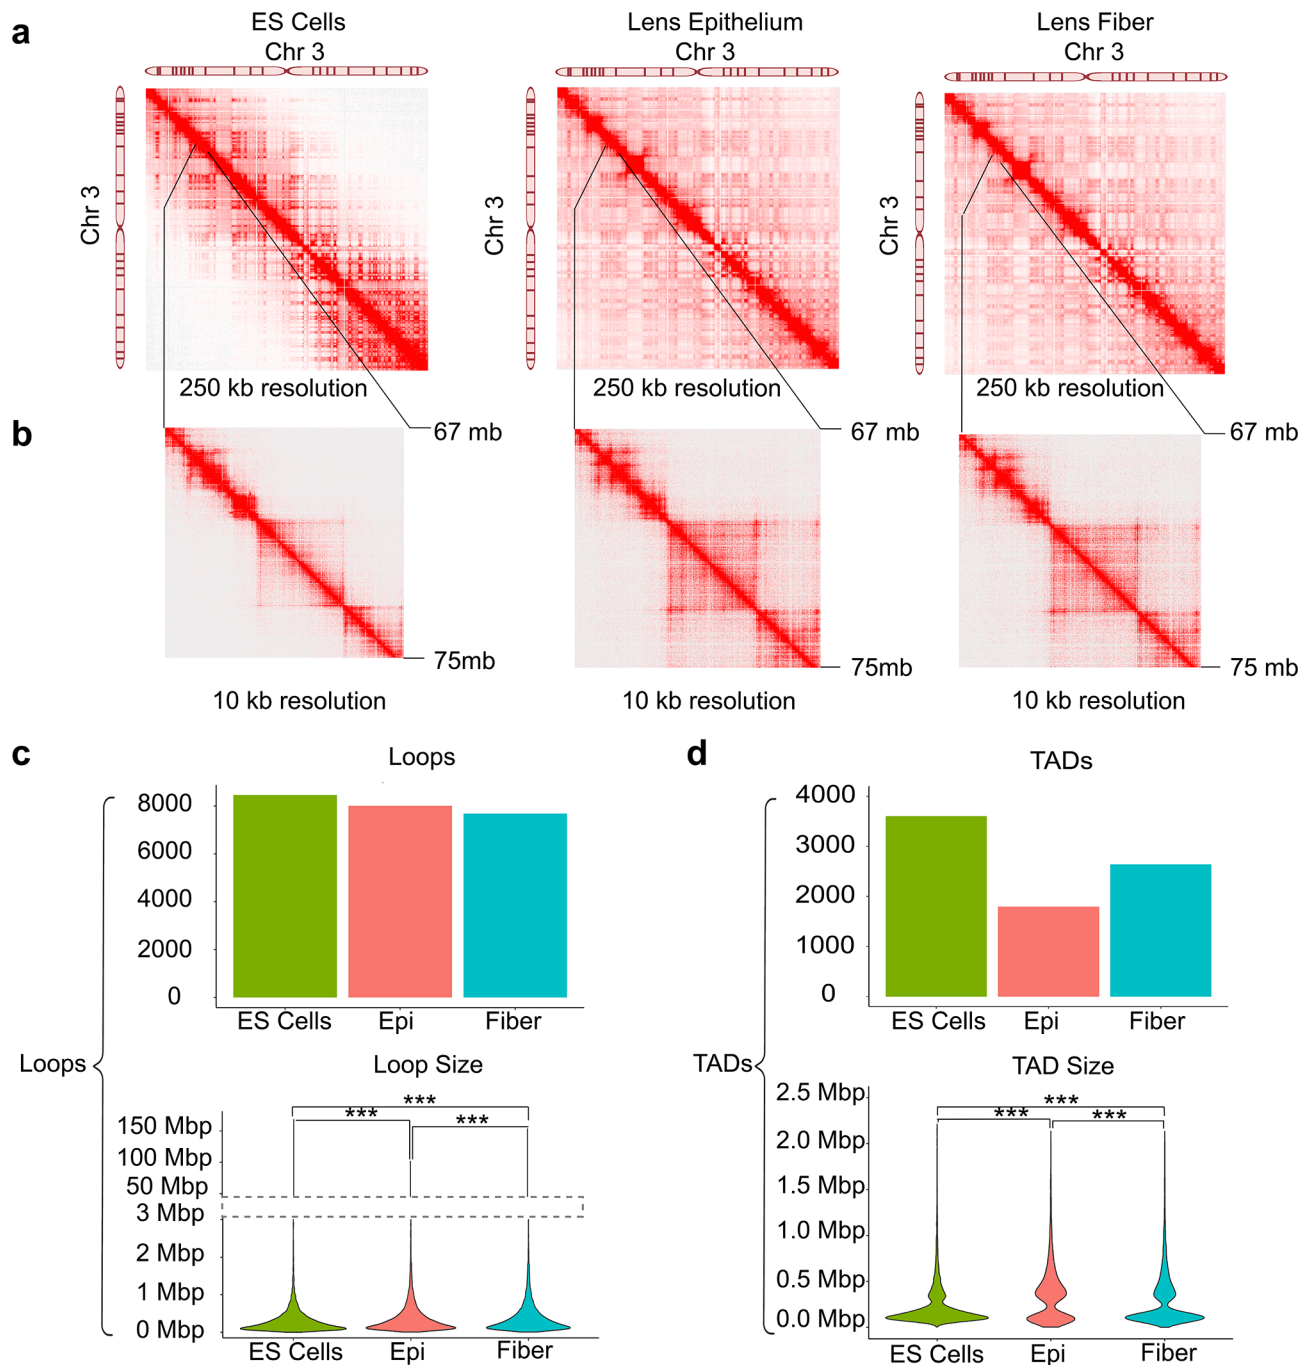 a
ES Cells
Chr 3
Lens Epithelium
Chr 3
Lens Fiber
Chr 3
Chr 3
Chr 3
Chr 3
250 kb resolution
250 kb resolution
250 kb resolution
b
67 mb
67 mb
67 mb
75mb
75mb
75 mb
10 kb resolution
10 kb resolution
10 kb resolution
c
Loops
8000
6000
4000
2000
0
ES Cells
Epi
Fiber
Loops
Loop Size
***
***
***
150 Mbp
100 Mbp
50 Mbp
3 Mbp
2 Mbp
1 Mbp
0 Mbp
ES Cells
Epi
Fiber
d
TADs
4000
3000
2000
1000
0
ES Cells
Epi
Fiber
TADs
TAD Size
2.5 Mbp
***
***
***
2.0 Mbp
1.5 Mbp
1.0 Mbp
0.5 Mbp
0.0 Mbp
ES Cells
Epi
Fiber